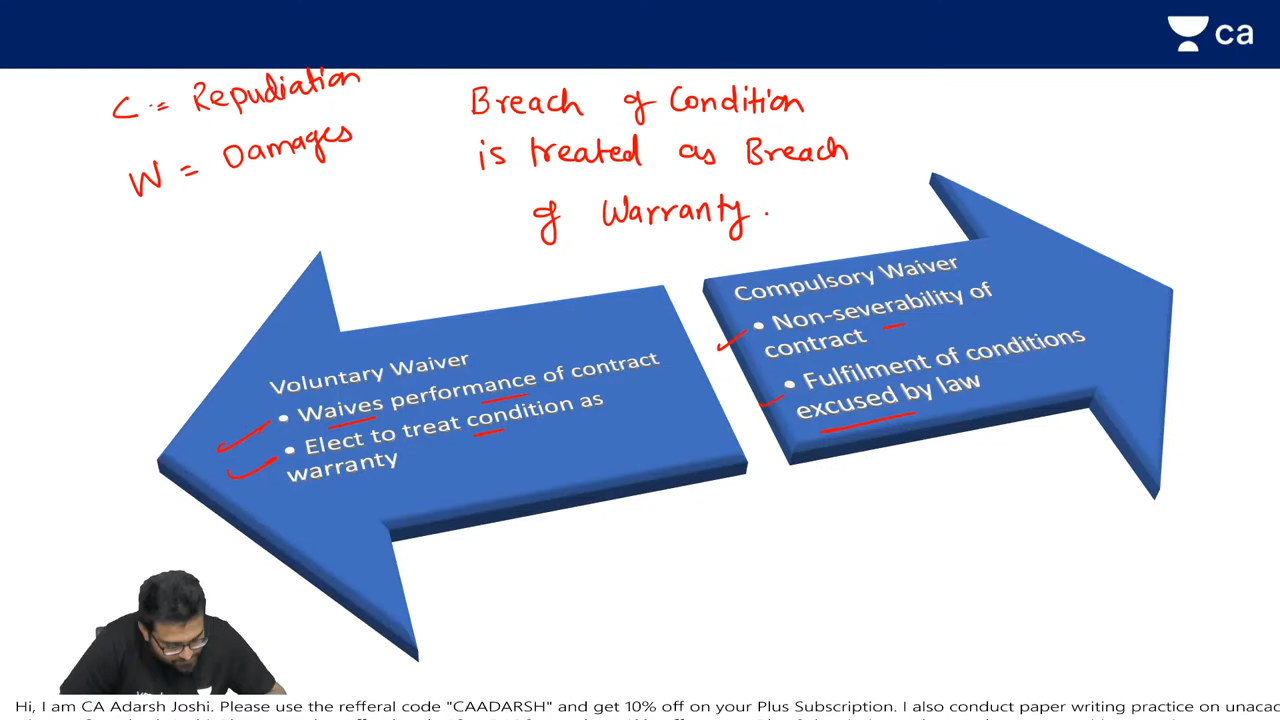 ca
C := Repudiation
W = Damages
Breach of Condition
is treated as Breach
of Warranty.
Voluntary Waiver
• Waives performance of contract
• Elect to treat condition as
warranty
Compulsory Waiver
• Non-severability of
contract
• Fulfilment of conditions
excused by law
Hi, I am CA Adarsh Joshi. Please use the refferal code "CAADARSH" and get 10% off on your Plus Subscription. I also conduct paper writing practice on unacad